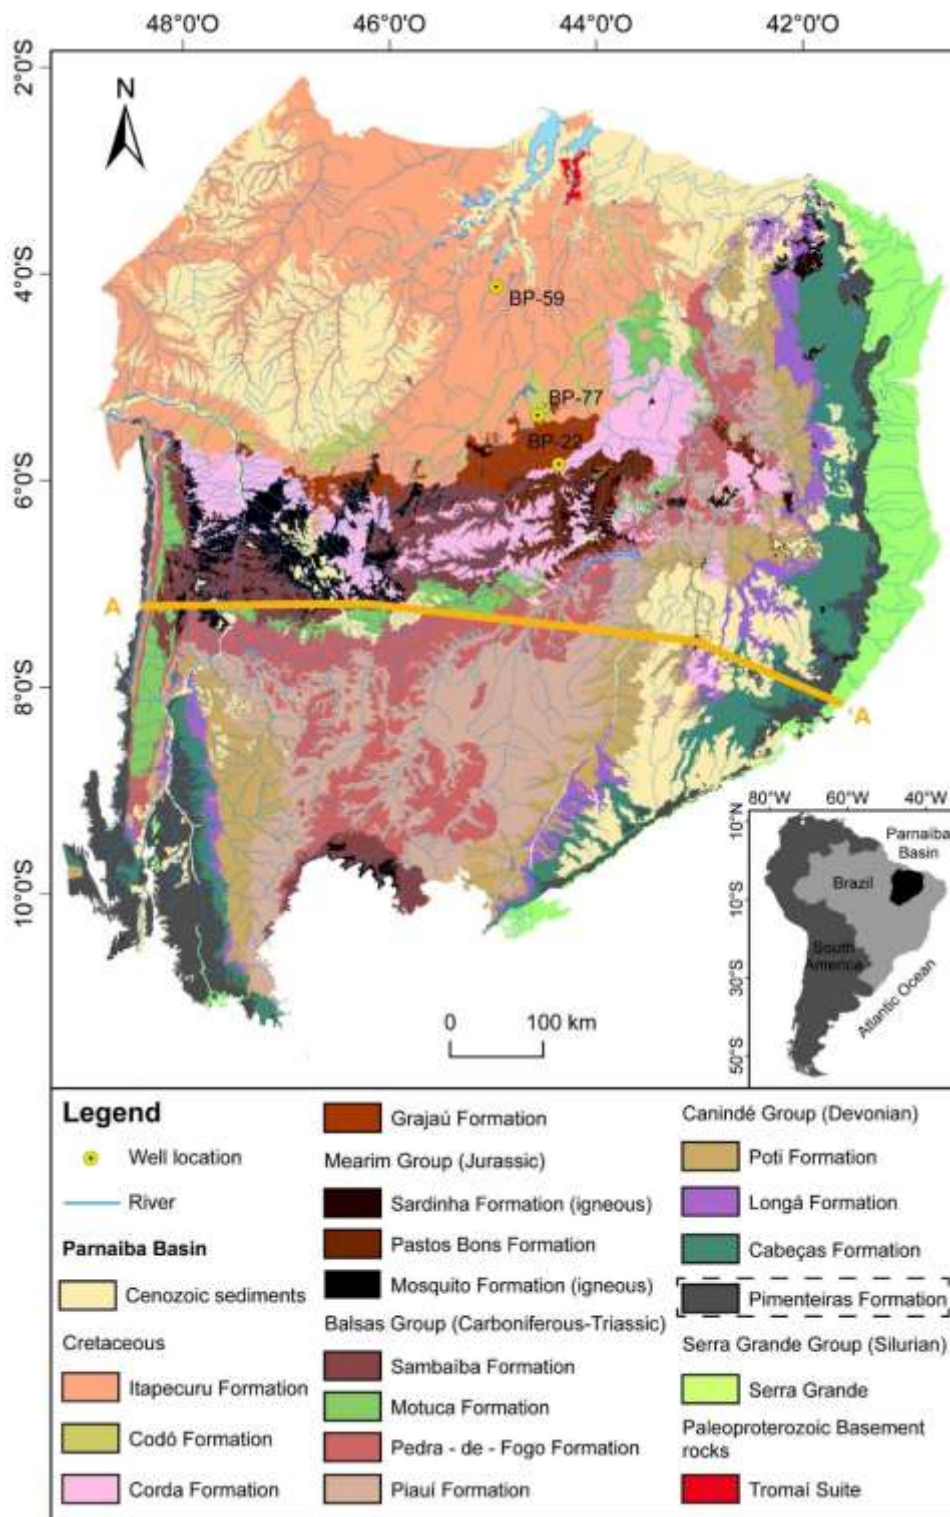 48°0'O 46°0'O 44°0'O 42°0'O
2°0'S
N
4°0'S
BP-59
BP-77
BP-22
6°0'S
A
8°0'S
'A
80°W 60°W 40°W
10°N
Parnaiba
Basin
Brazil
10°S
10°0'S
South
America
Atlantic Ocean
30°S
50°S
0 100 km
Legend
Well location
River
Parnaiba Basin
Cenozoic sediments
Cretaceous
Itapecuru Formation
Codó Formation
Corda Formation
Grajaú Formation
Mearim Group (Jurassic)
Sardinha Formation (igneous)
Pastos Bons Formation
Mosquito Formation (igneous)
Balsas Group (Carboniferous-Triassic)
Sambaiba Formation
Motuca Formation
Pedra - de - Fogo Formation
Piauí Formation
Canindé Group (Devonian)
Poti Formation
Longá Formation
Cabeças Formation
Pimenteiras Formation
Serra Grande Group (Silurian)
Serra Grande
Paleoproterozoic Basement
rocks
Tromaí Suite